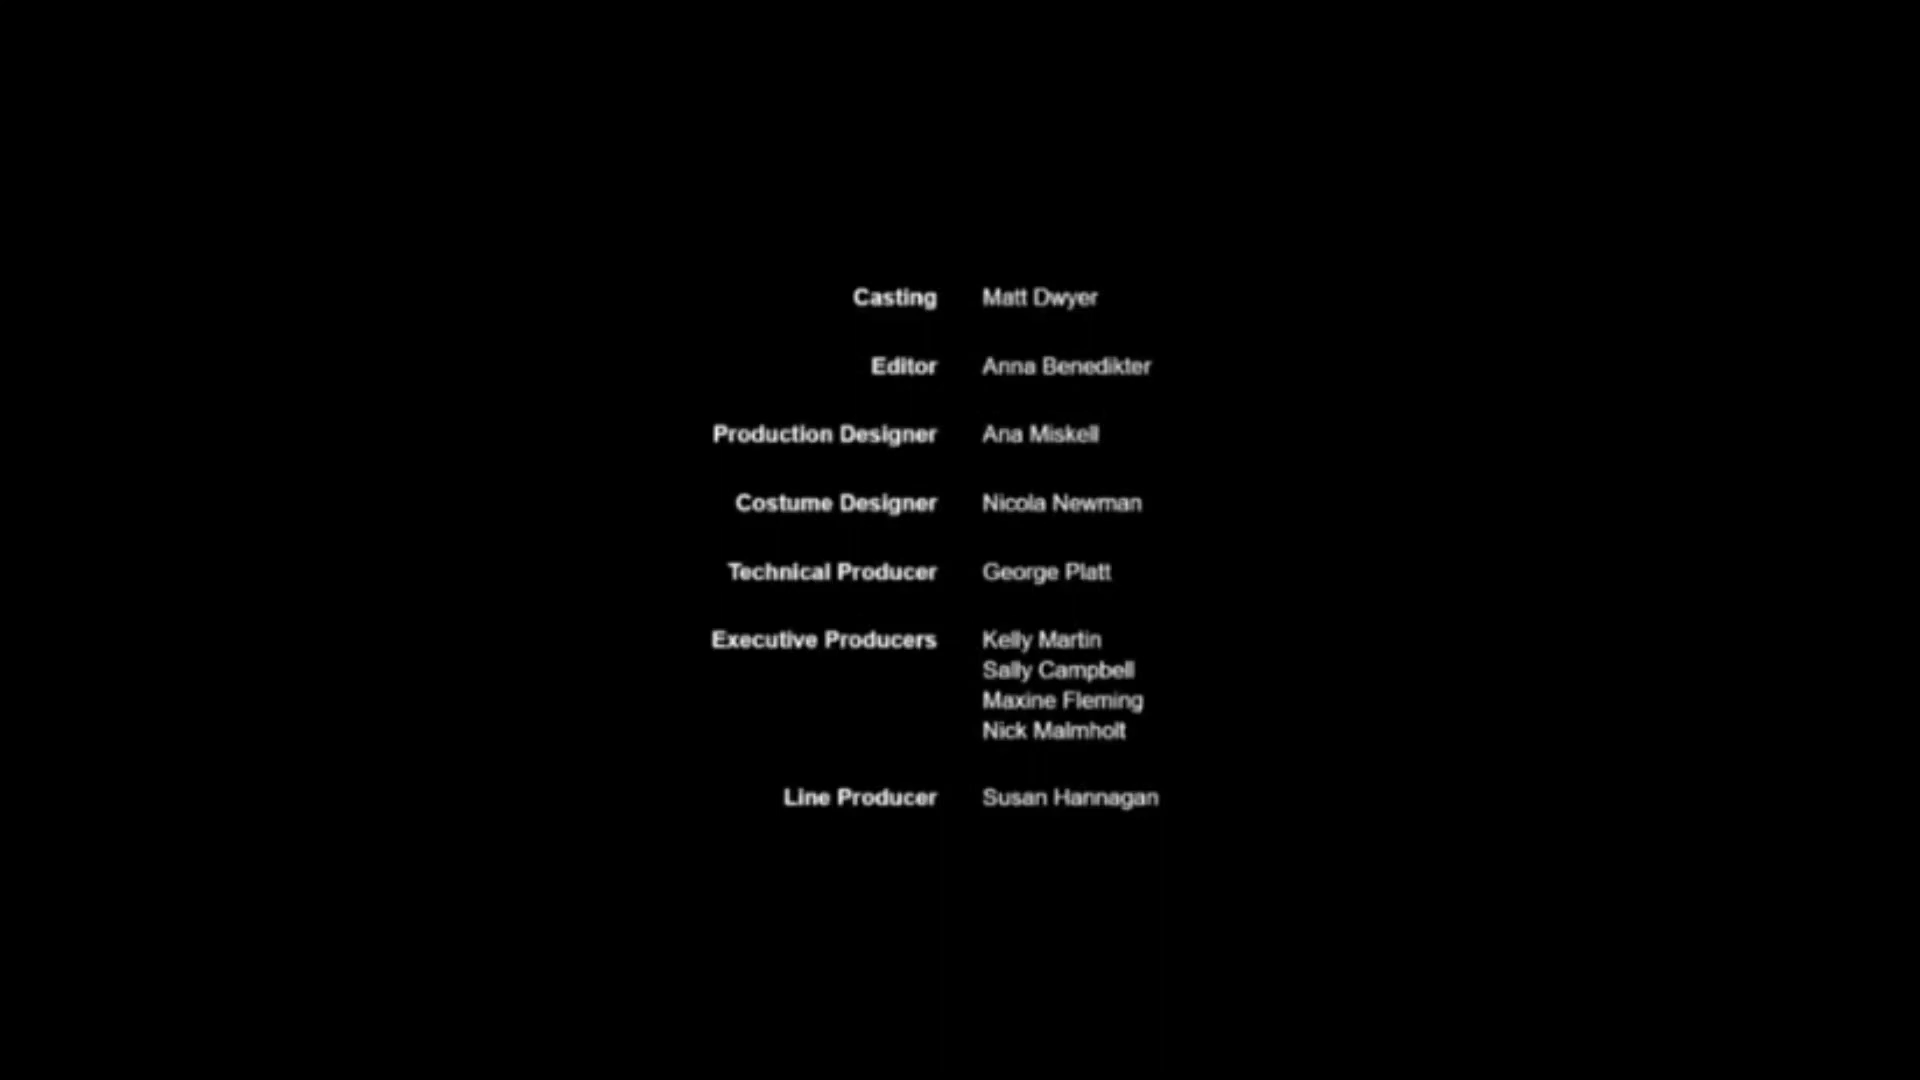 Casting Matt Dwyer
Editor Anna Benedikter
Production Designer Ana Miskell
Costume Designer Nicola Newman
Technical Producer George Platt
Executive Producers Kelly Martin
Sally Campbell
Maxine Fleming
Nick Malmholt
Line Producer Susan Hannagan